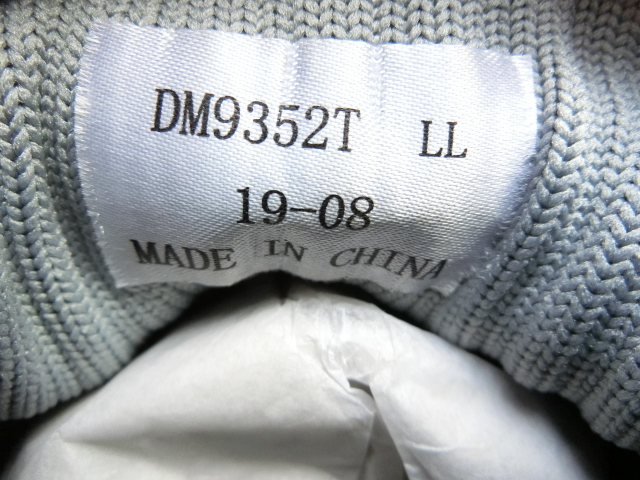 DM9352T LL
19-08
MADE IN CHINA